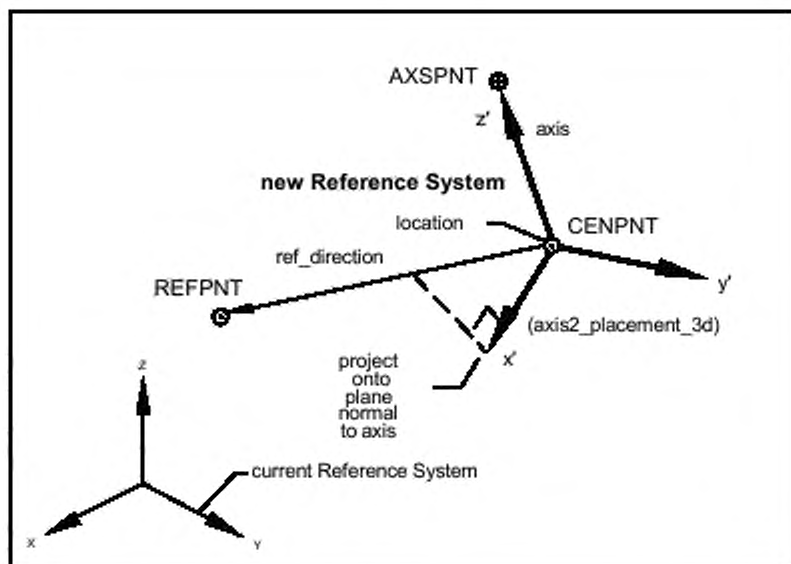 AXSPNT
z'
axis
new Reference System
location
CENPNT
ref_direction
REFPNT
y'
(axis2_placement_3d)
x'
project
onto
plane
normal
to axis
z
current Reference System
X
Y